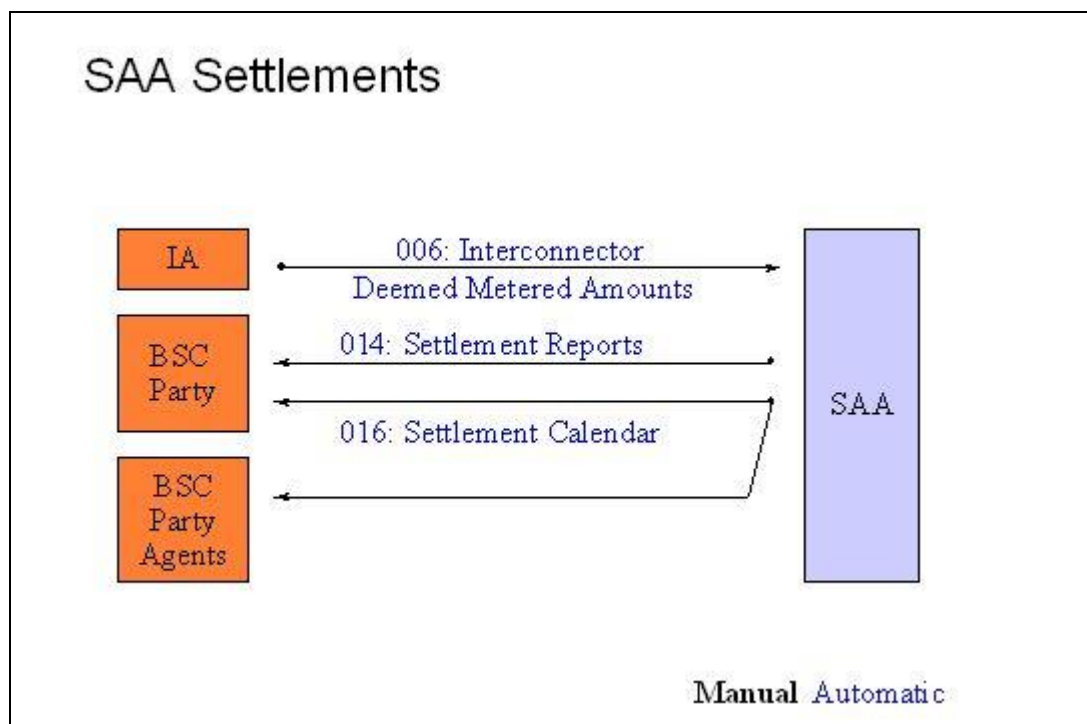 SAA Settlements
IA
006: Interconnector
Deemed Metered Amounts
BSC
Party
014: Settlement Reports
016: Settlement Calendar
SAA
BSC
Party
Agents
Manual Automatic